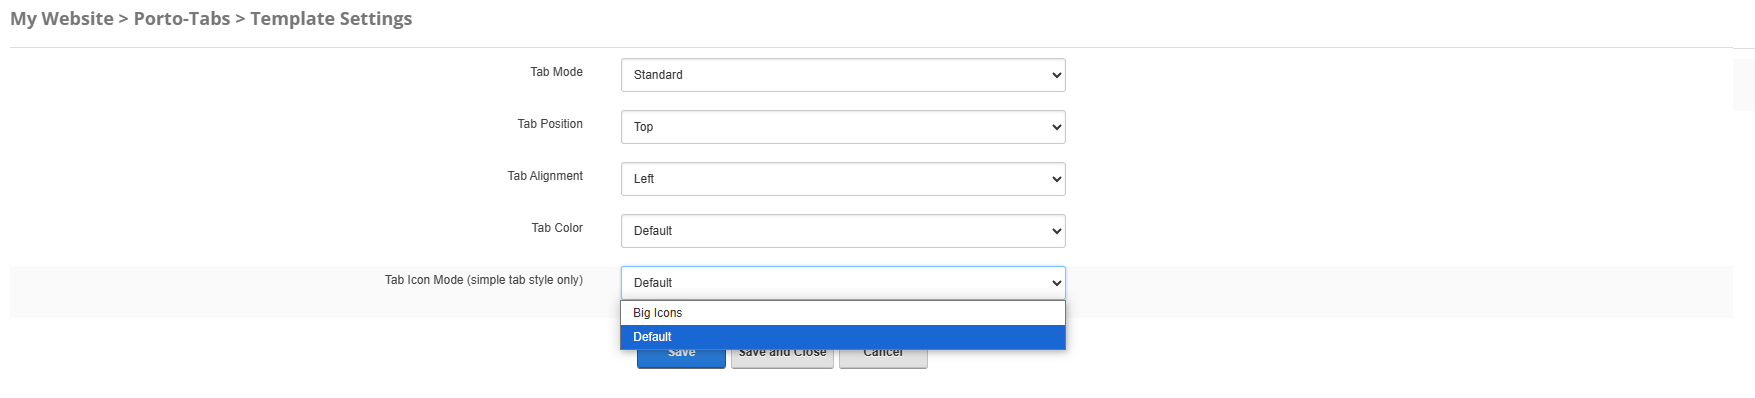 My Website > Porto-Tabs > Template Settings
Tab Mode
Standard
Tab Position
Top
Tab Alignment
Left
Tab Color
Default
Tab Icon Mode (simple tab style only)
Default
Big Icons
Default
Save
Save and Close
Cancel